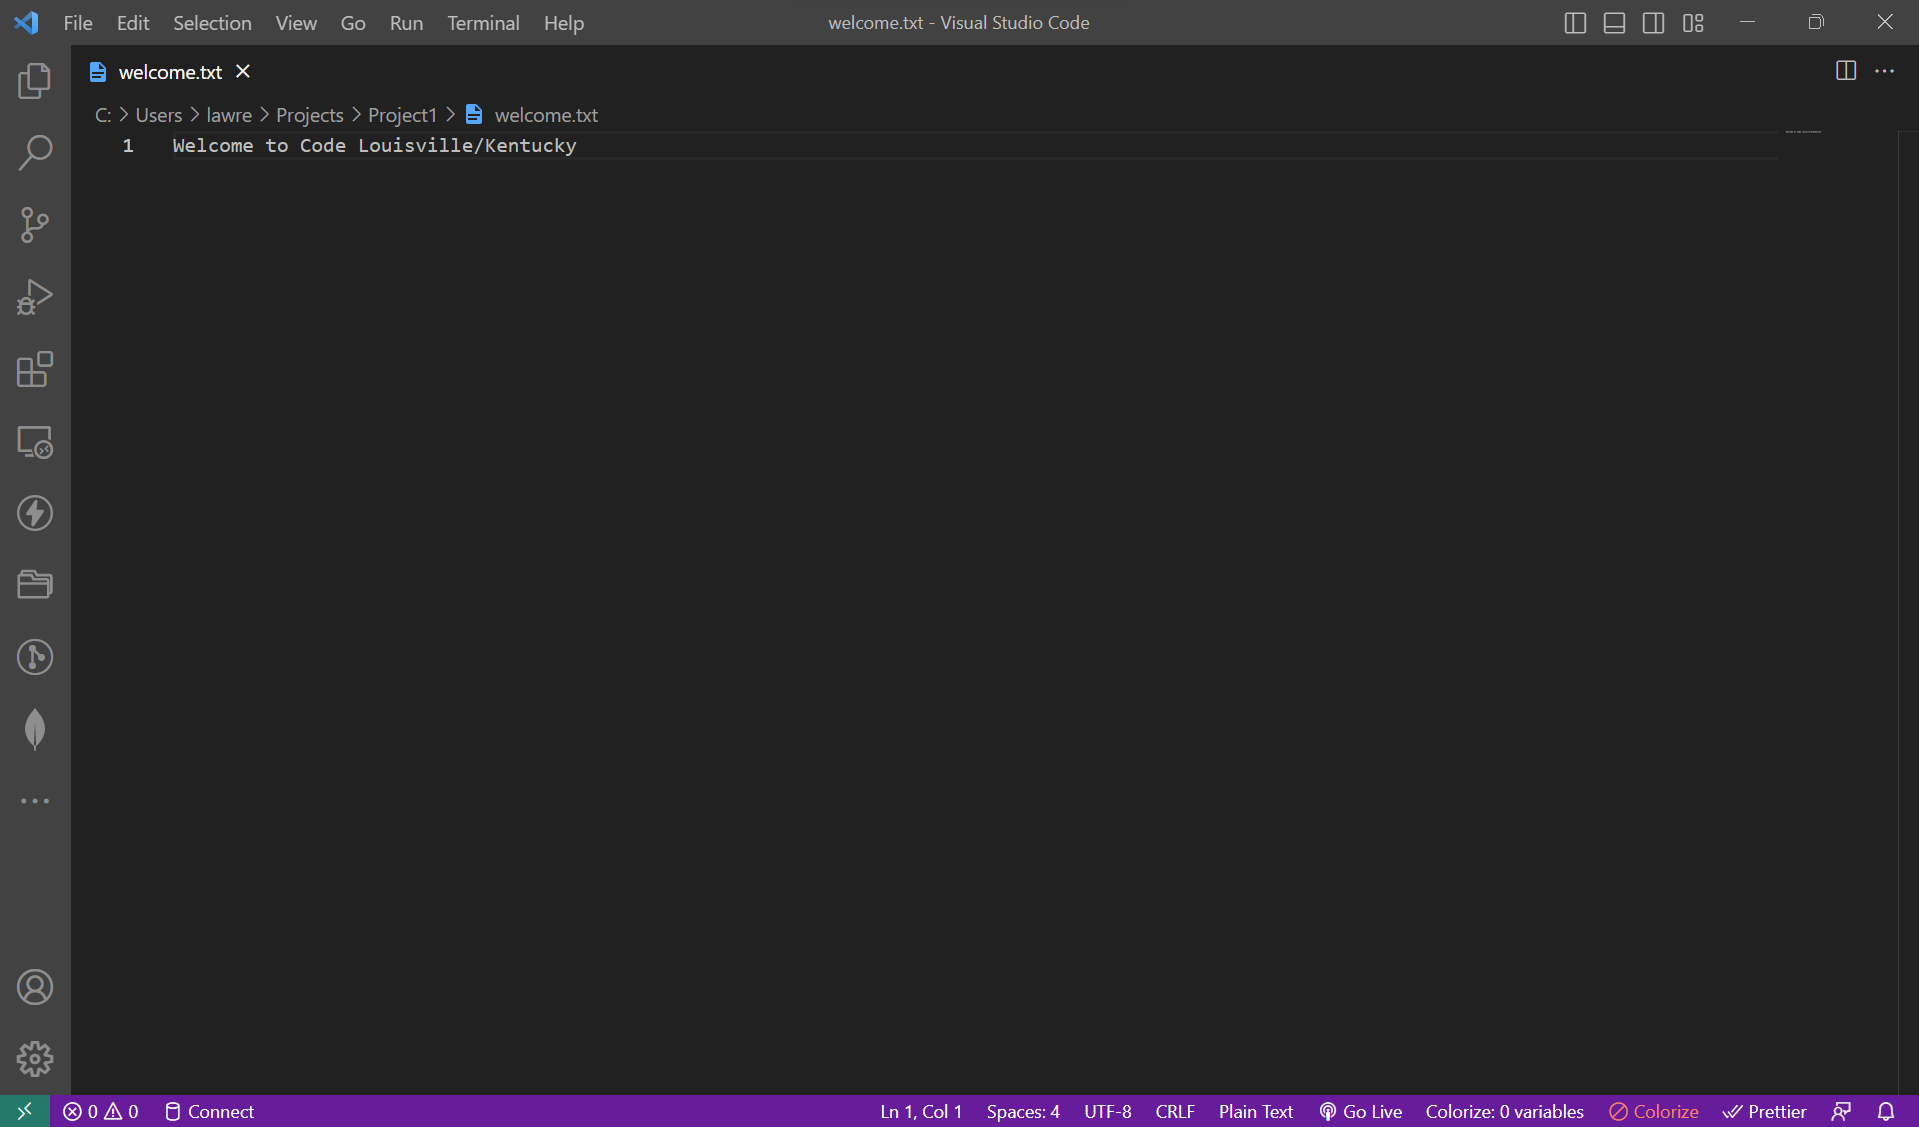 File Edit Selection View Go Run Terminal Help welcome.txt - Visual Studio Code
welcome.txt
C: > Users > lawre > Projects > Project1 > welcome.txt
1 Welcome to Code Louisville/Kentucky
0 0 Connect Ln 1, Col 1 Spaces: 4 UTF-8 CRLF Plain Text Go Live Colorize: 0 variables Colorize Prettier